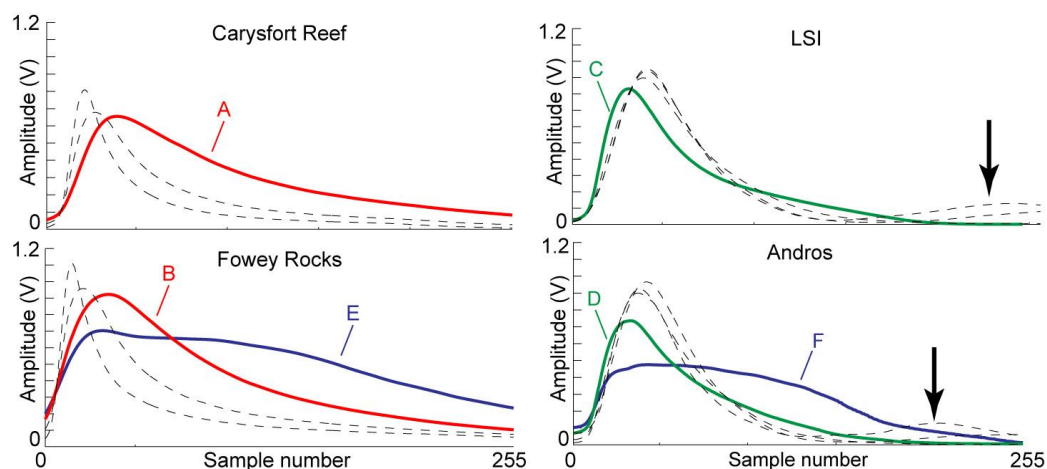 1.2
Carysfort Reef
A
Amplitude (V)
0
1.2
LSI
C
Amplitude (V)
0
1.2
Fowey Rocks
B
E
Amplitude (V)
0
Sample number
255
1.2
Andros
D
F
Amplitude (V)
0
0
Sample number
255